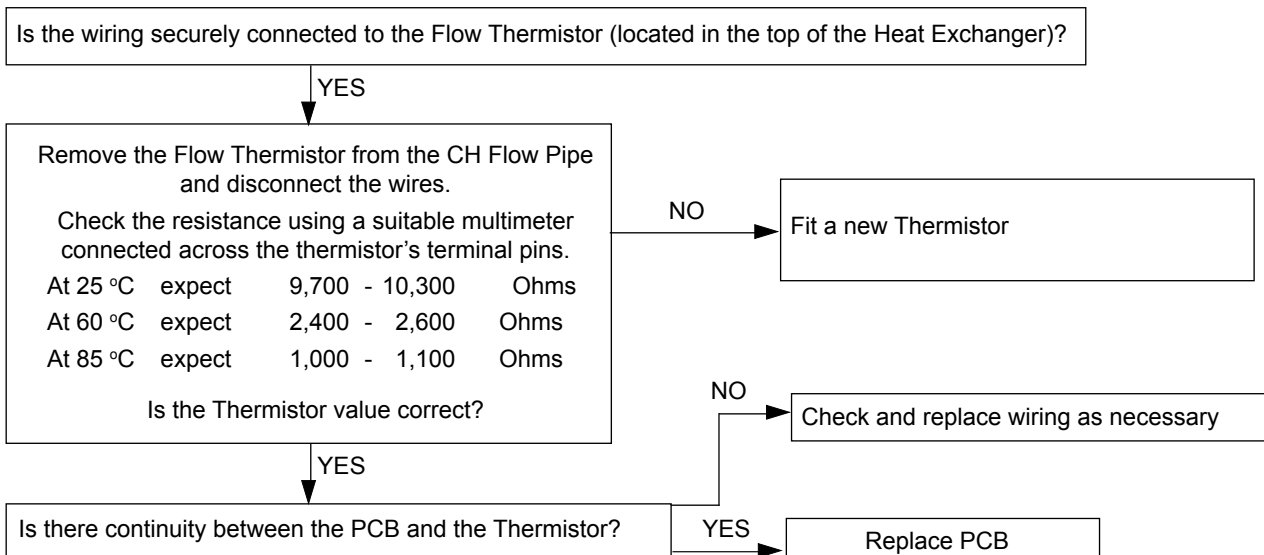 Is the wiring securely connected to the Flow Thermistor (located in the top of the Heat Exchanger)?
YES
Remove the Flow Thermistor from the CH Flow Pipe
and disconnect the wires.
Check the resistance using a suitable multimeter
connected across the thermistor’s terminal pins.
At 25 ºC expect 9,700 - 10,300 Ohms
At 60 ºC expect 2,400 - 2,600 Ohms
At 85 ºC expect 1,000 - 1,100 Ohms
Is the Thermistor value correct?
NO
Fit a new Thermistor
YES
Is there continuity between the PCB and the Thermistor?
NO
Check and replace wiring as necessary
YES
Replace PCB